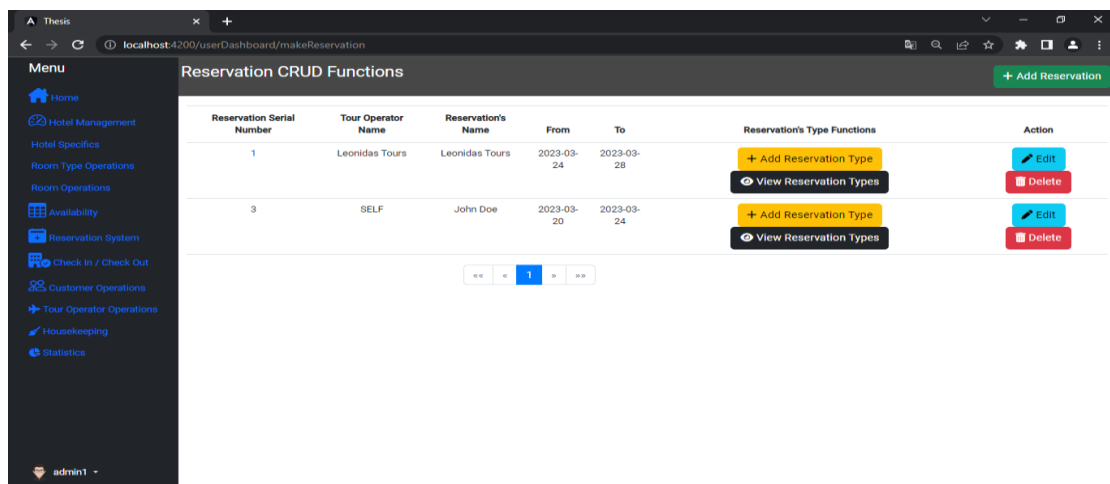 Thesis
localhost:4200/userDashboard/makeReservation
Menu
Home
Hotel Management
Hotel Specifics
Room Type Operations
Room Operations
Availability
Reservation System
Check In / Check Out
Customer Operations
Tour Operator Operations
Housekeeping
Statistics
admin1
Reservation CRUD Functions
+ Add Reservation
Reservation Serial Number
Tour Operator Name
Reservation's Name
From
To
Reservation's Type Functions
Action
1
Leonidas Tours
Leonidas Tours
2023-03-
24
2023-03-
28
+ Add Reservation Type
View Reservation Types
Edit
Delete
3
SELF
John Doe
2023-03-
20
2023-03-
24
+ Add Reservation Type
View Reservation Types
Edit
Delete
«« « 1 » »»